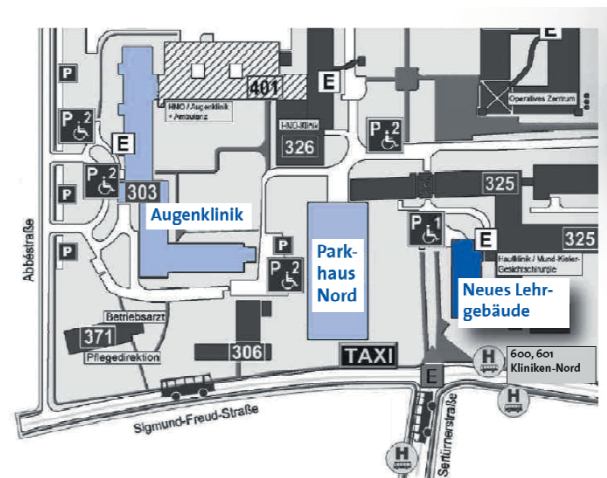 E
E
401
P
HNO / Augenklinik
+ Ambulanz
Operatives Zentrum
P 2
E
HNO-Klinik
326
P 2
P 2
303
325
P
Augenklinik
P 1
E
325
P
P
Park-
haus
Nord
Hautklinik / Mund-Kiefer-
Gesichtschirurgie
P 2
Neues Lehr-
gebäude
Abbéstraße
Betriebsarzt
371
Pflegedirektion
306
TAXI
H
600, 601
Kliniken-Nord
E
H
Sigmund-Freud-Straße
Sertürnerstraße
H